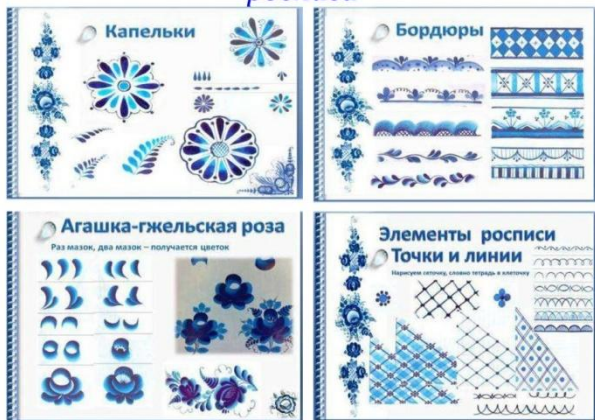 роспись
Капельки
Бордюры
Агашка-гжельская роза
Раз мазок, два мазок – получается цветок
Элементы росписи
Точки и линии
Нарисуем сеточку, словно тетрадь в клеточку